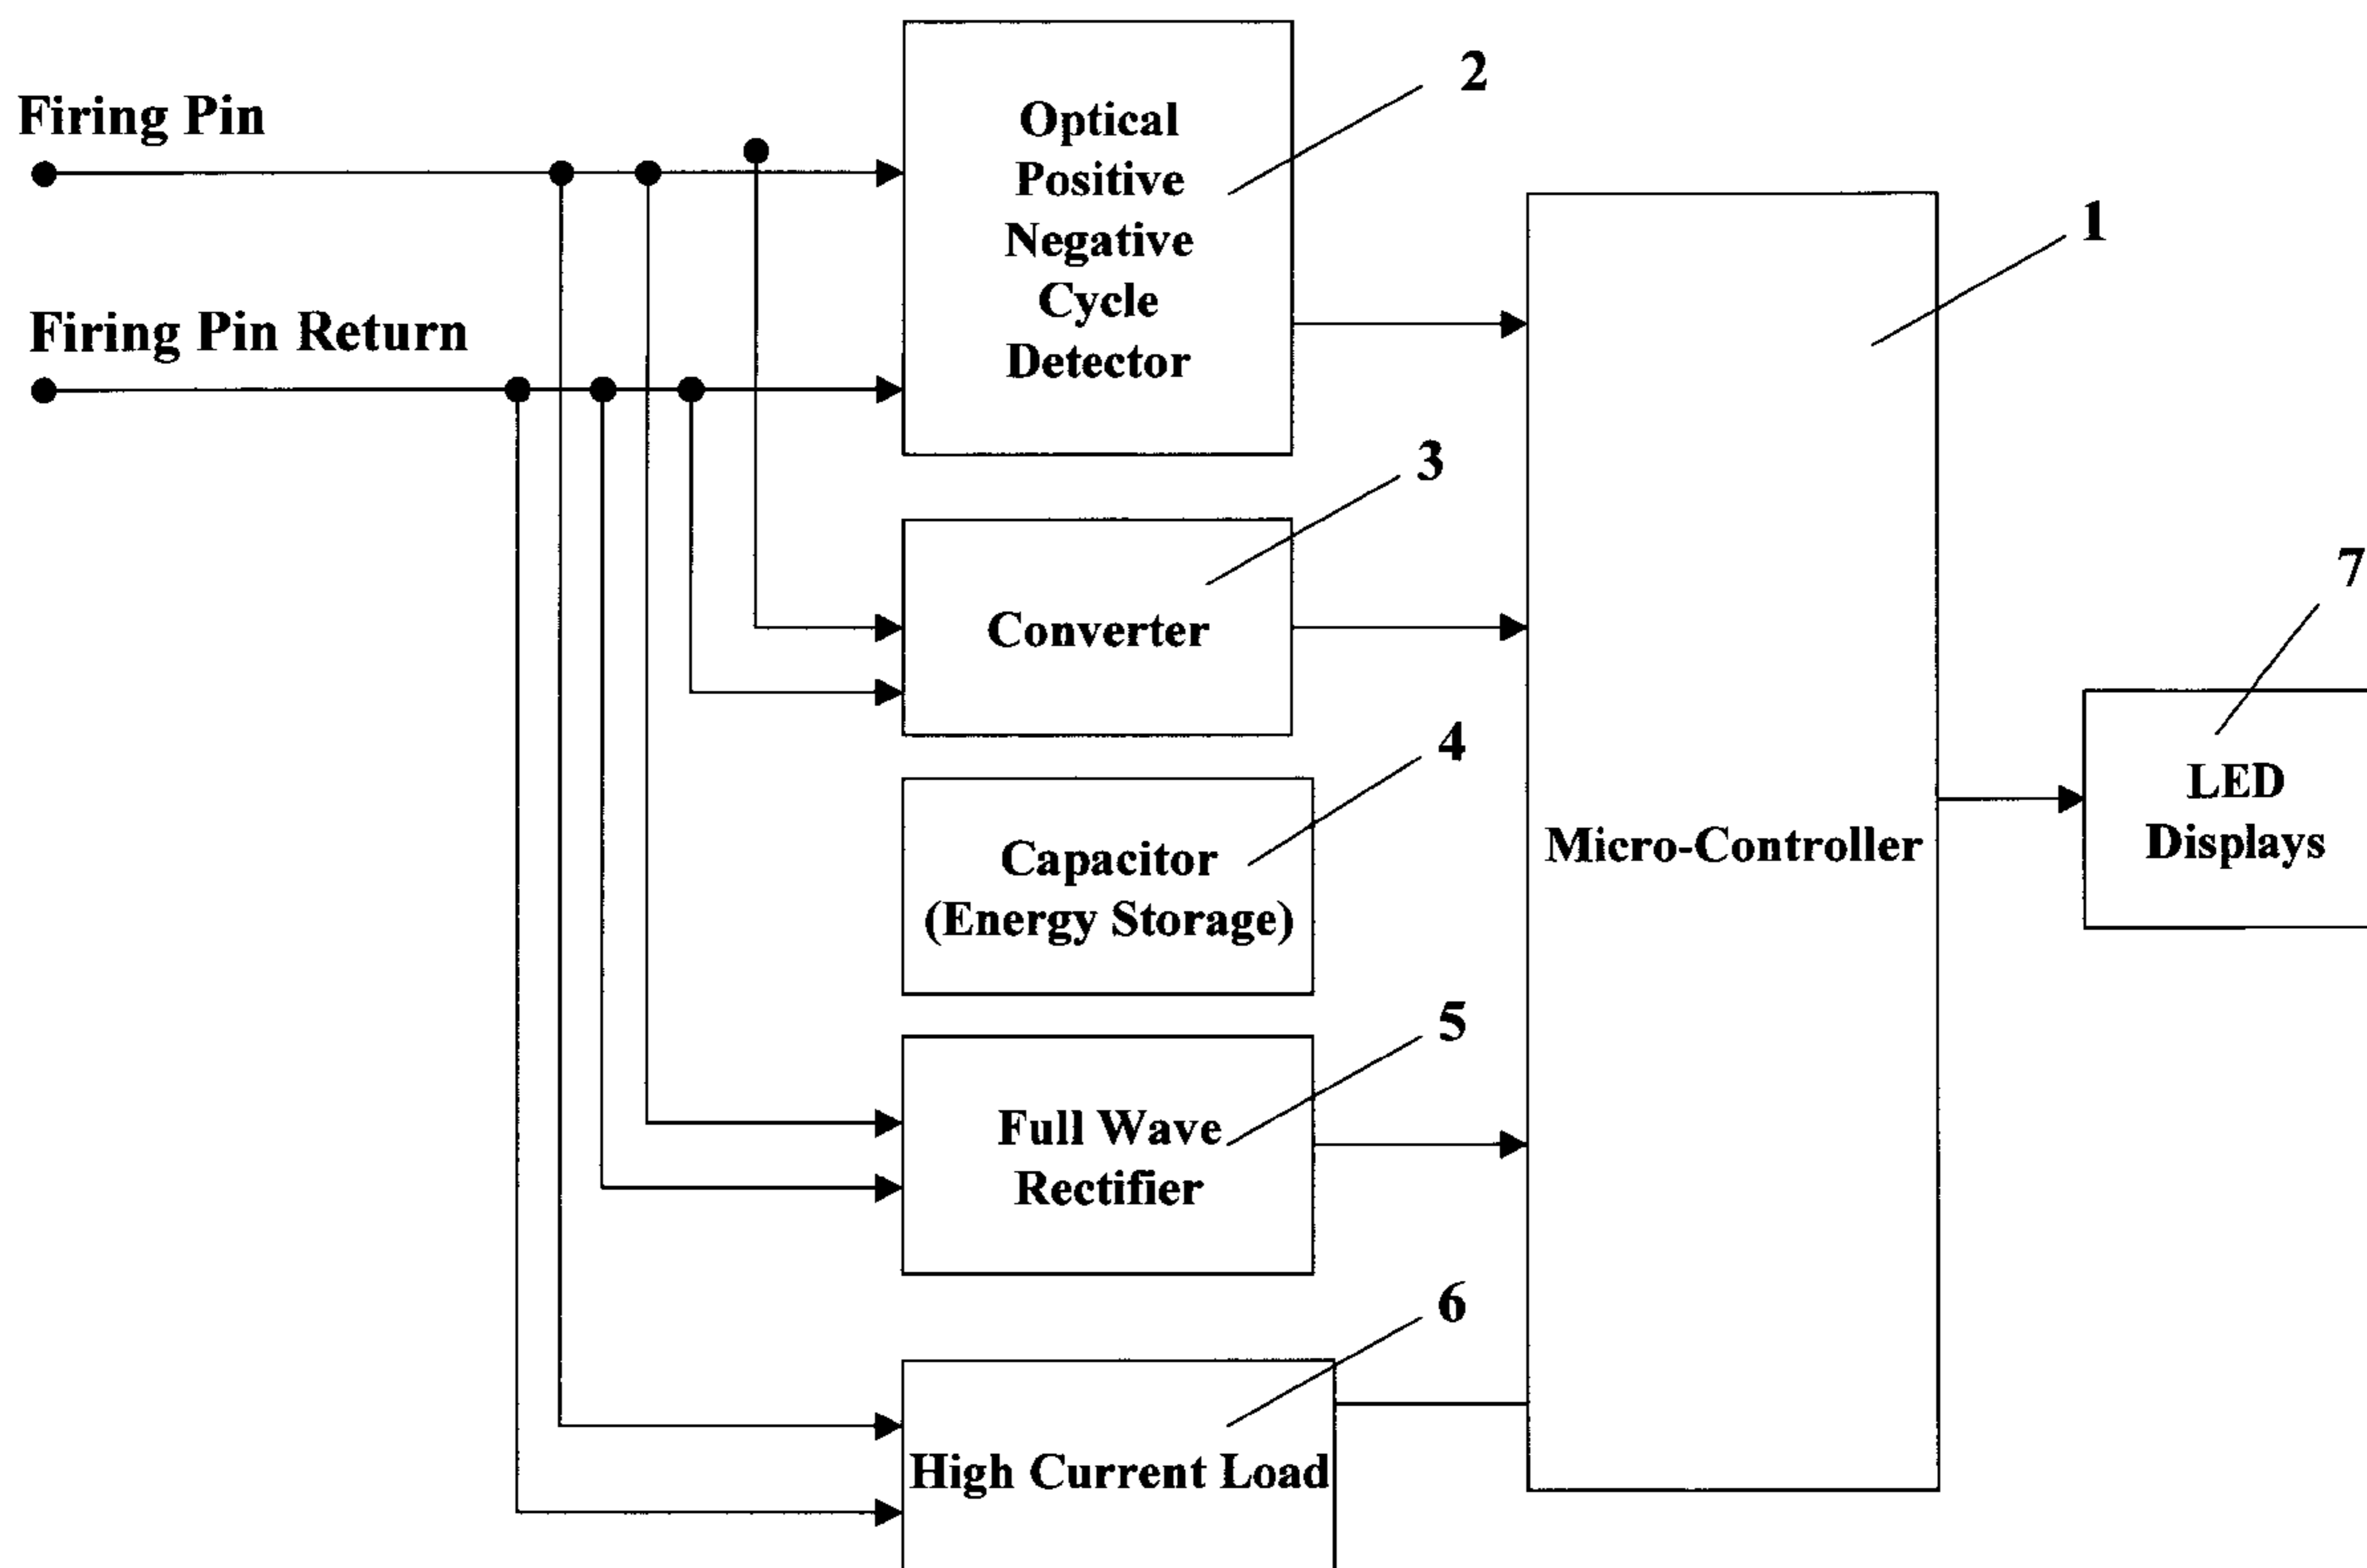 Firing Pin
Firing Pin Return
Optical
Positive
Negative
Cycle
Detector
2
Converter
3
Capacitor
(Energy Storage)
4
Full Wave
Rectifier
5
High Current Load
6
Micro-Controller
1
LED
Displays
7